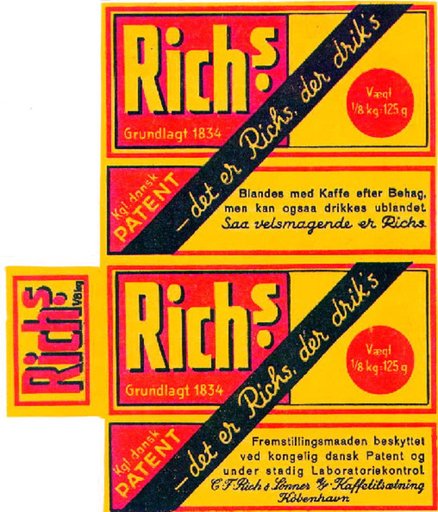 Richs.
Grundlagt 1834
— det er Richs, der drik's
Vægt
1/8 kg·125 g
Kgl. dansk
PATENT
Blandes med Kaffe efter Behag,
men kan ogsaa drikkes ublandet
Saa velsmagende er Richs.
Richs.
1/8 kg
Richs.
Grundlagt 1834
— det er Richs, der drik's
Vægt
1/8 kg·125 g
Kgl. dansk
PATENT
Fremstillingsmaaden beskyttet
ved kongelig dansk Patent og
under stadig Laboratoriekontrol.
C.F. Rich & Sønner A/S · Kaffetilsætning
København